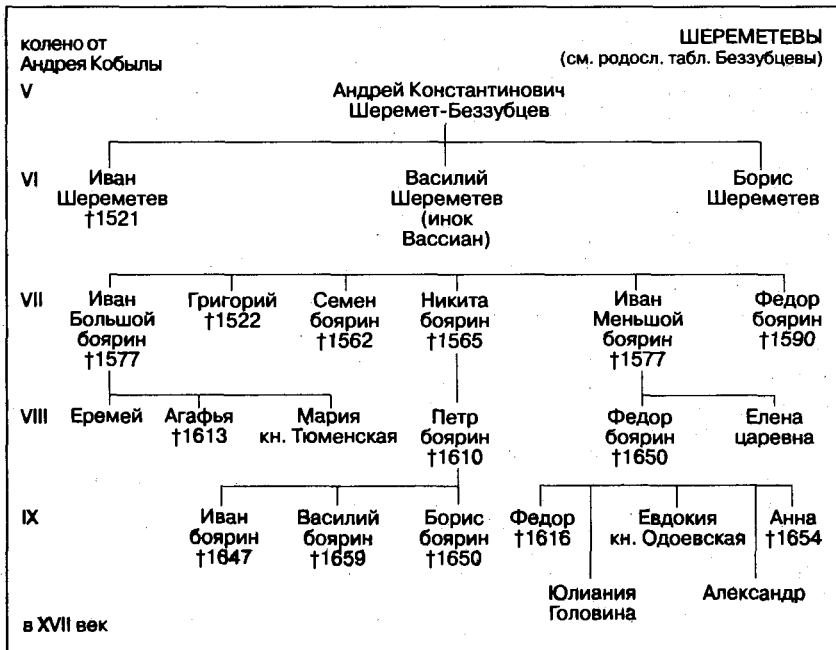 колено от
Андрея Кобылы
ШЕРЕМЕТЕВЫ
(см. родосл. табл. Беззубцевы)
V
Андрей Константинович
Шеремет-Беззубцев
VI
Иван
Шереметев
†1521
Василий
Шереметев
(инок
Вассиан)
Борис
Шереметев
VII
Иван
Большой
боярин
†1577
Григорий
†1522
Семен
боярин
†1562
Никита
боярин
†1565
Иван
Меньшой
боярин
†1577
Федор
боярин
†1590
VIII
Еремей
Агафья
†1613
Мария
кн. Тюменская
Петр
боярин
†1610
Федор
боярин
†1650
Елена
царевна
IX
Иван
боярин
†1647
Василий
боярин
†1659
Борис
боярин
†1650
Федор
†1616
Евдокия
кн. Одоевская
Анна
†1654
Юлиания
Головина
Александр
в XVII век